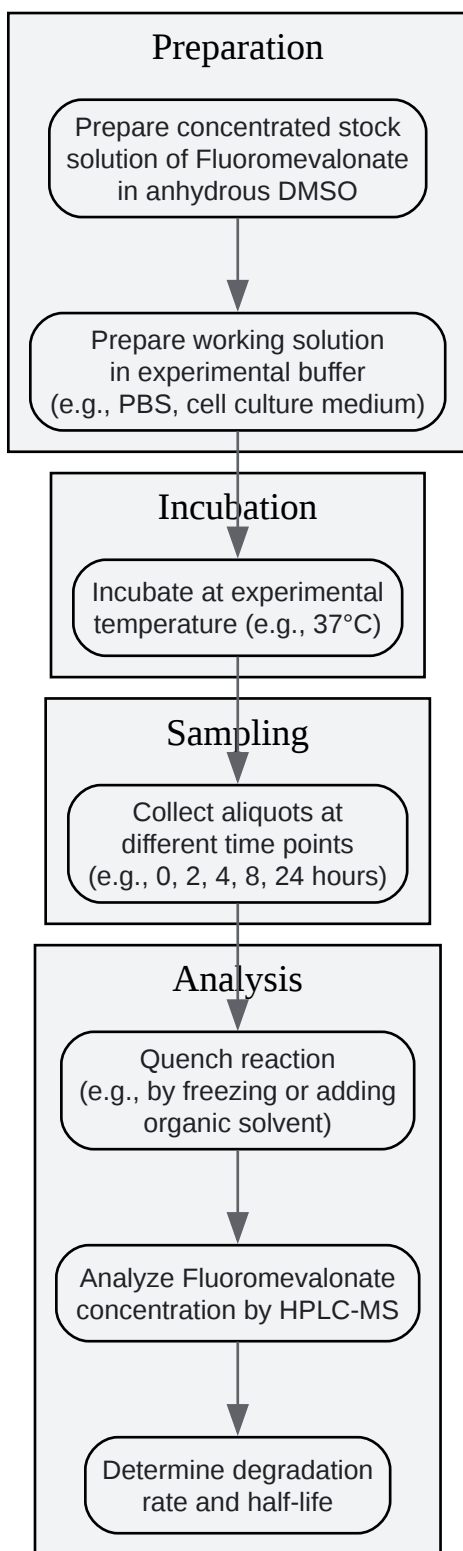 Preparation
Prepare concentrated stock
solution of Fluoromevalonate
in anhydrous DMSO
Prepare working solution
in experimental buffer
(e.g., PBS, cell culture medium)
Incubation
Incubate at experimental
temperature (e.g., 37°C)
Sampling
Collect aliquots at
different time points
(e.g., 0, 2, 4, 8, 24 hours)
Analysis
Quench reaction
(e.g., by freezing or adding
organic solvent)
Analyze Fluoromevalonate
concentration by HPLC-MS
Determine degradation
rate and half-life